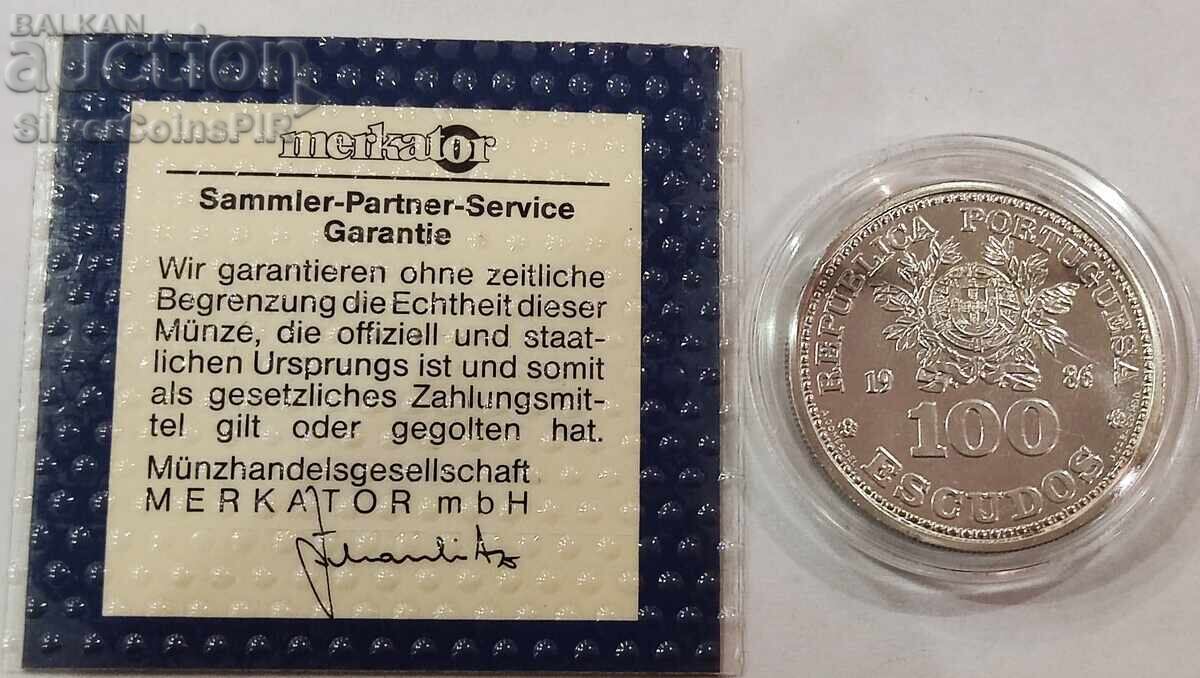 BALKAN
auction
SilverCoinsPIR
merkator
Sammler-Partner-Service
Garantie
Wir garantieren ohne zeitliche
Begrenzung die Echtheit dieser
Münze, die offiziell und staat-
lichen Ursprungs ist und somit
als gesetzliches Zahlungsmit-
tel gilt oder gegolten hat.
Münzhandelsgesellschaft
MERKATOR mbH
REPUBLICA PORTUGUESA
19 86
100
ESCUDOS